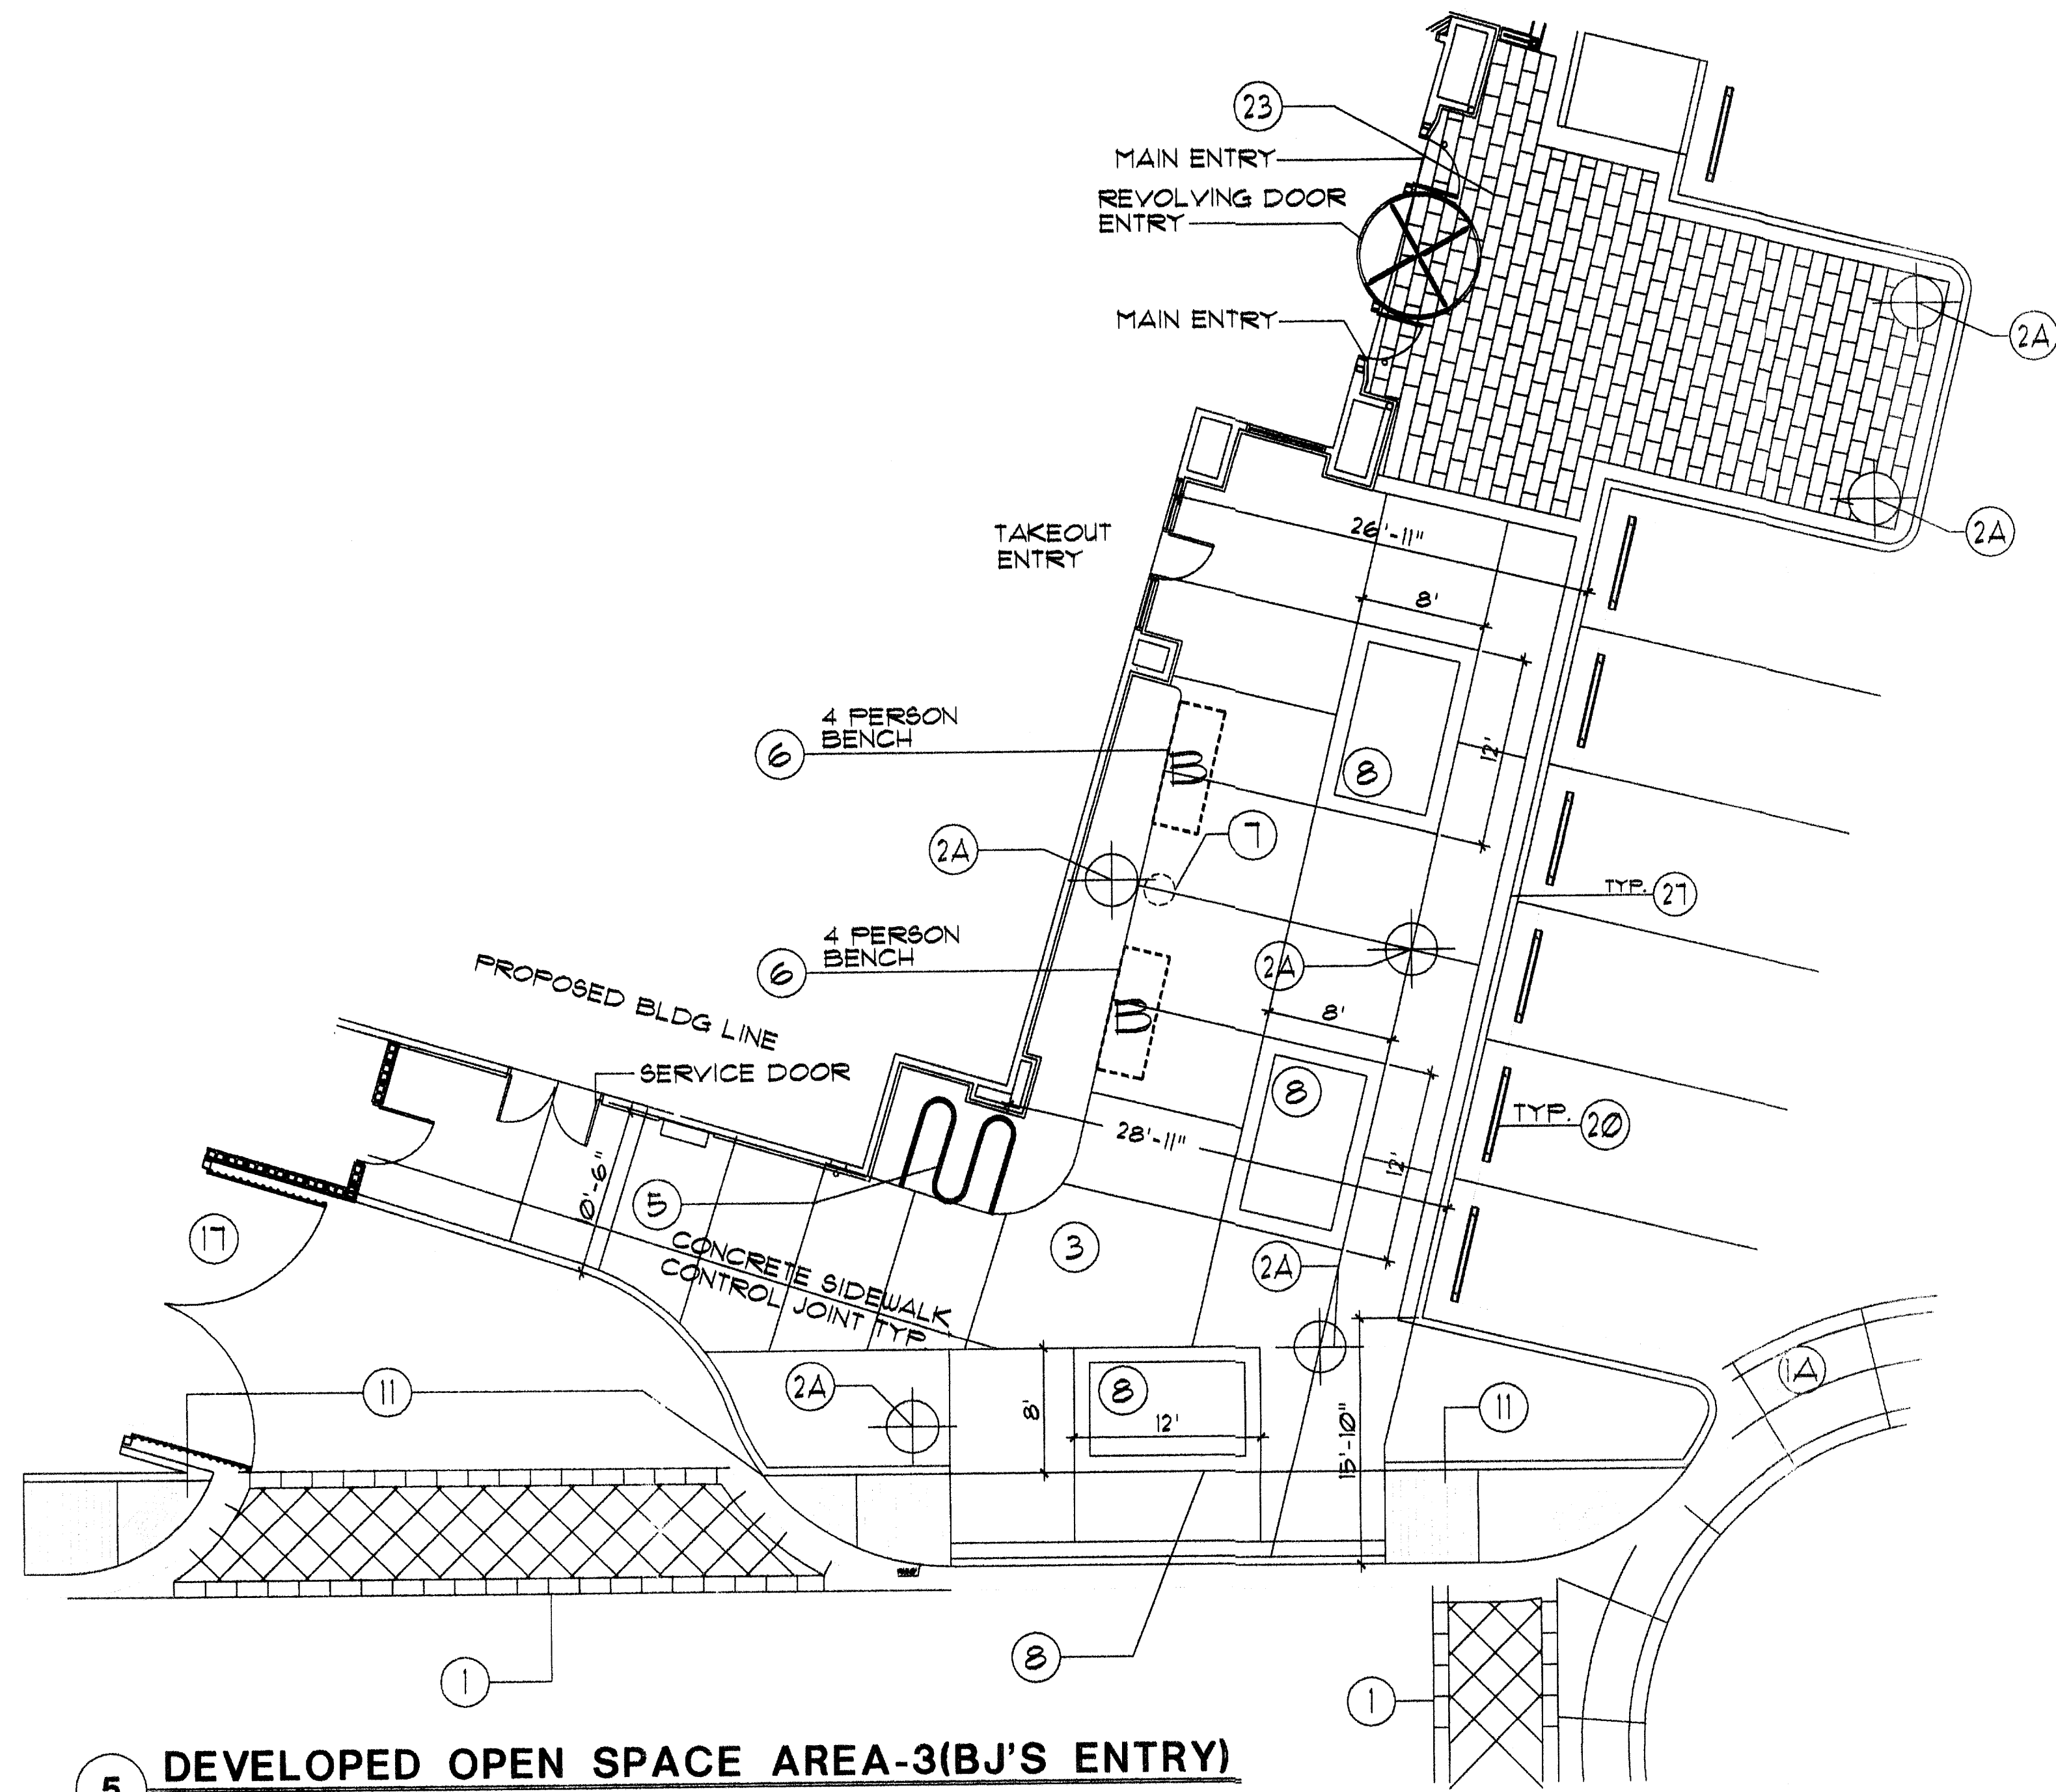 23
MAIN ENTRY
REVOLVING DOOR
ENTRY
MAIN ENTRY
2A
2A
TAKEOUT
ENTRY
26'-11"
8'
4 PERSON
BENCH
6
12'
8
7
2A
TYP. 27
4 PERSON
BENCH
6
2A
PROPOSED BLDG LINE
8'
SERVICE DOOR
8
TYP. 20
28'-11"
12'
0'-6"
5
17
3
CONCRETE SIDEWALK
CONTROL JOINT TYP
2A
1A
11
2A
8
8'
12'
15'-10"
11
8
1
1
5
DEVELOPED OPEN SPACE AREA-3(BJ'S ENTRY)